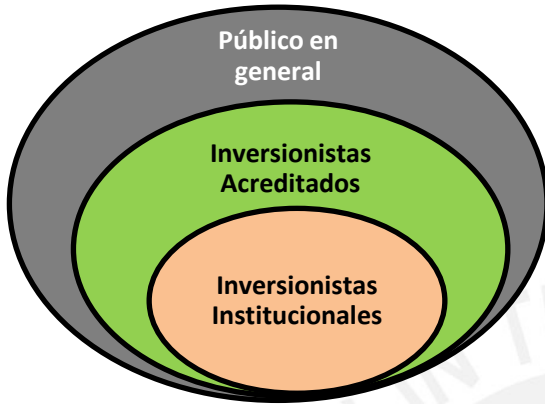 Público en
general
Inversionistas
Acreditados
Inversionistas
Institucionales